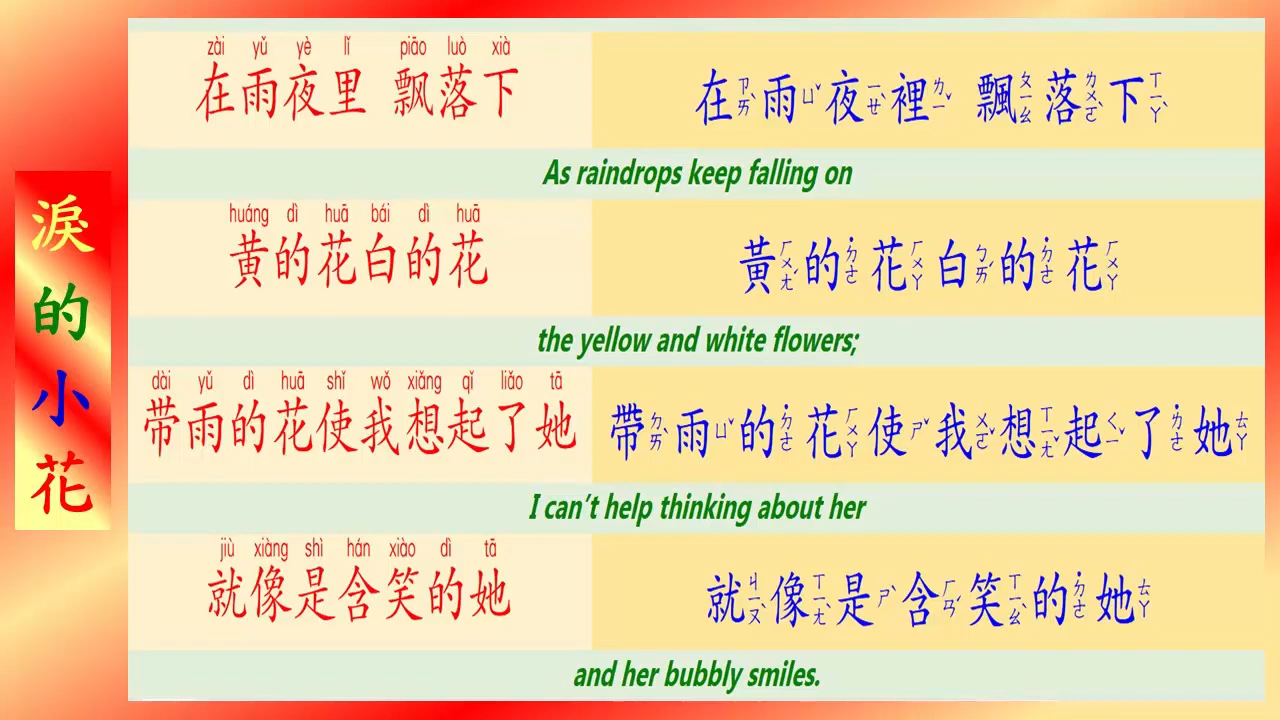 淚的小花
zài yǔ yè lǐ piāo luò xià
在雨夜里 飘落下
在ㄗㄞˋ雨ㄩˇ夜ㄧㄝˋ裡ㄌㄧˇ 飄ㄆㄧㄠ落ㄌㄨㄛˋ下ㄒㄧㄚˋ
As raindrops keep falling on
huáng dì huā bái dì huā
黄的花白的花
黃ㄏㄨㄤˊ的˙ㄉㄜ花ㄏㄨㄚ白ㄅㄞˊ的˙ㄉㄜ花ㄏㄨㄚ
the yellow and white flowers;
dài yǔ dì huā shǐ wǒ xiǎng qǐ liǎo tā
带雨的花使我想起了她
帶ㄉㄞˋ雨ㄩˇ的˙ㄉㄜ花ㄏㄨㄚ使ㄕˇ我ㄨㄛˇ想ㄒㄧㄤˇ起ㄑㄧˇ了˙ㄉㄜ她ㄊㄚ
I can't help thinking about her
jiù xiàng shì hán xiào dì tā
就像是含笑的她
就ㄐㄧㄡˋ像ㄒㄧㄤˋ是ㄕˋ含ㄏㄢˊ笑ㄒㄧㄠˋ的˙ㄉㄜ她ㄊㄚ
and her bubbly smiles.